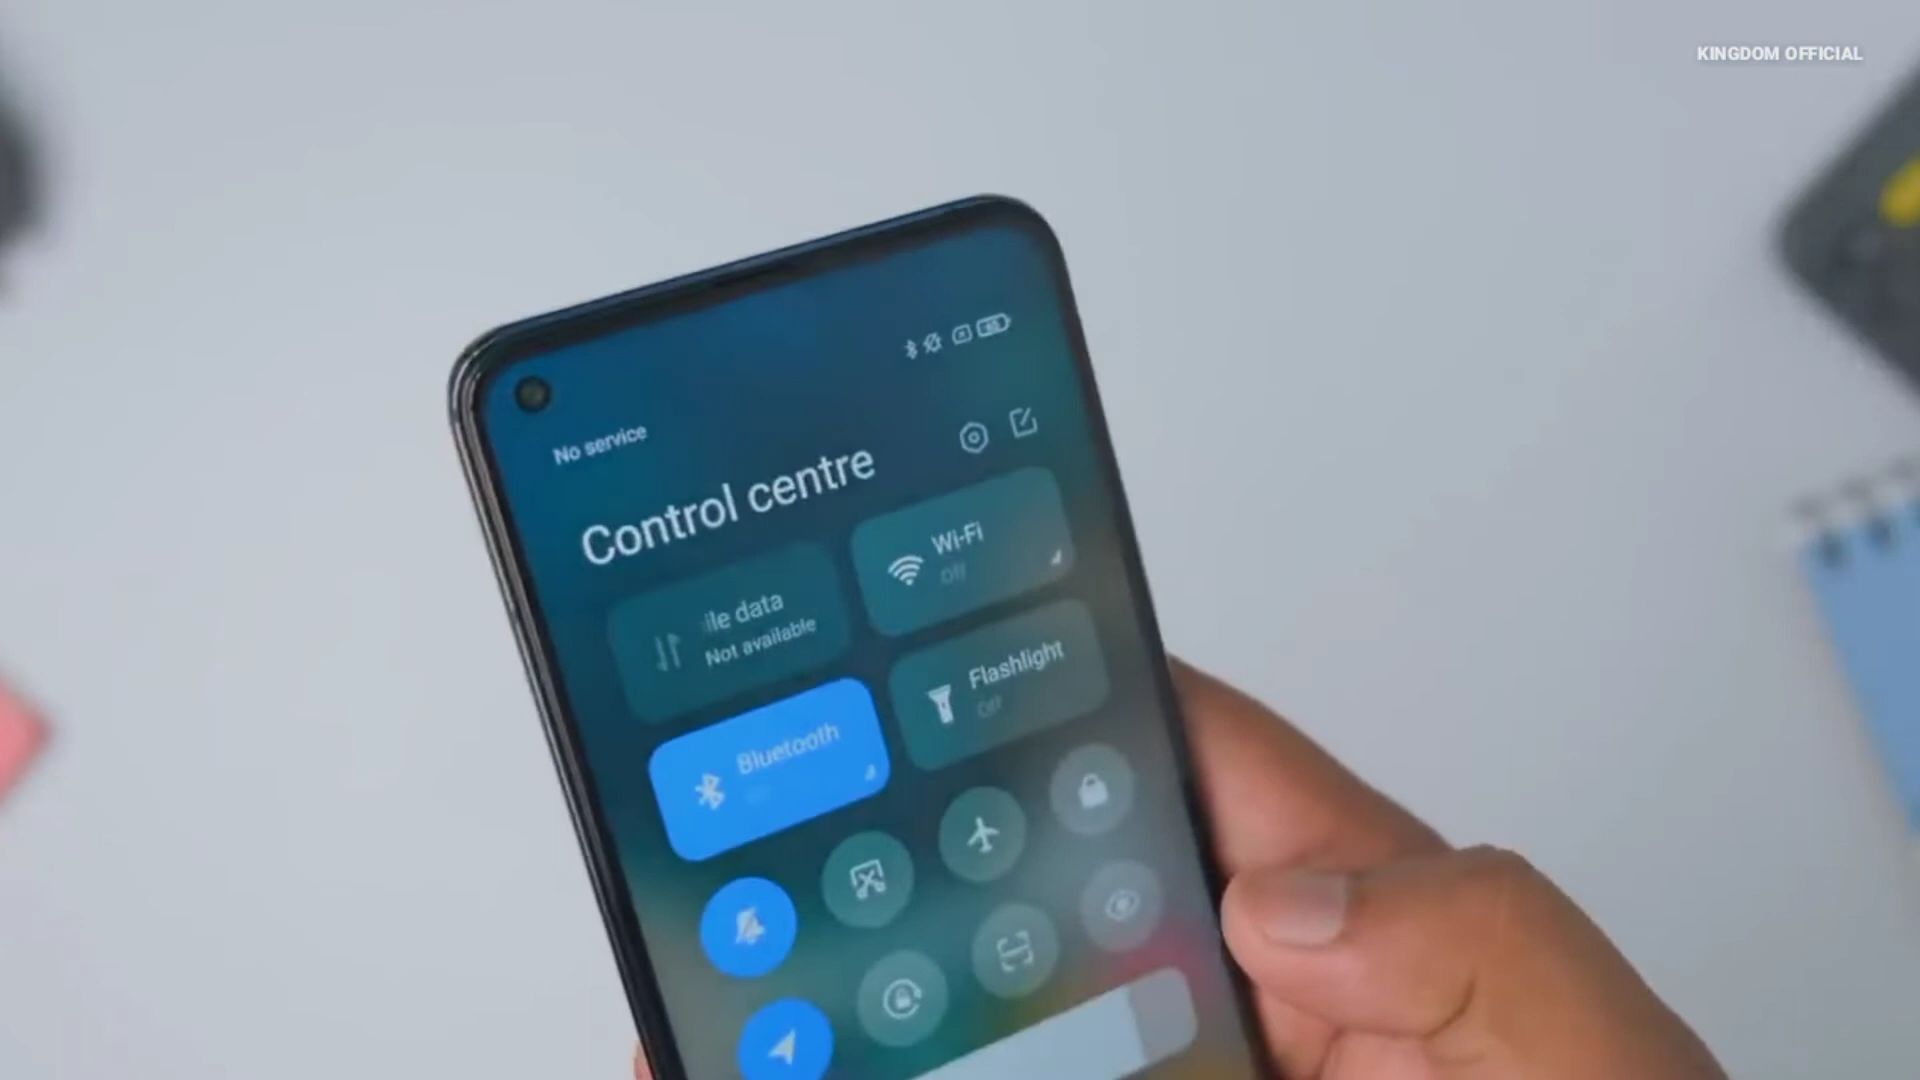 KINGDOM OFFICIAL
No service
Control centre
ile data
Not available
Wi-Fi
Off
Bluetooth
Flashlight
Off